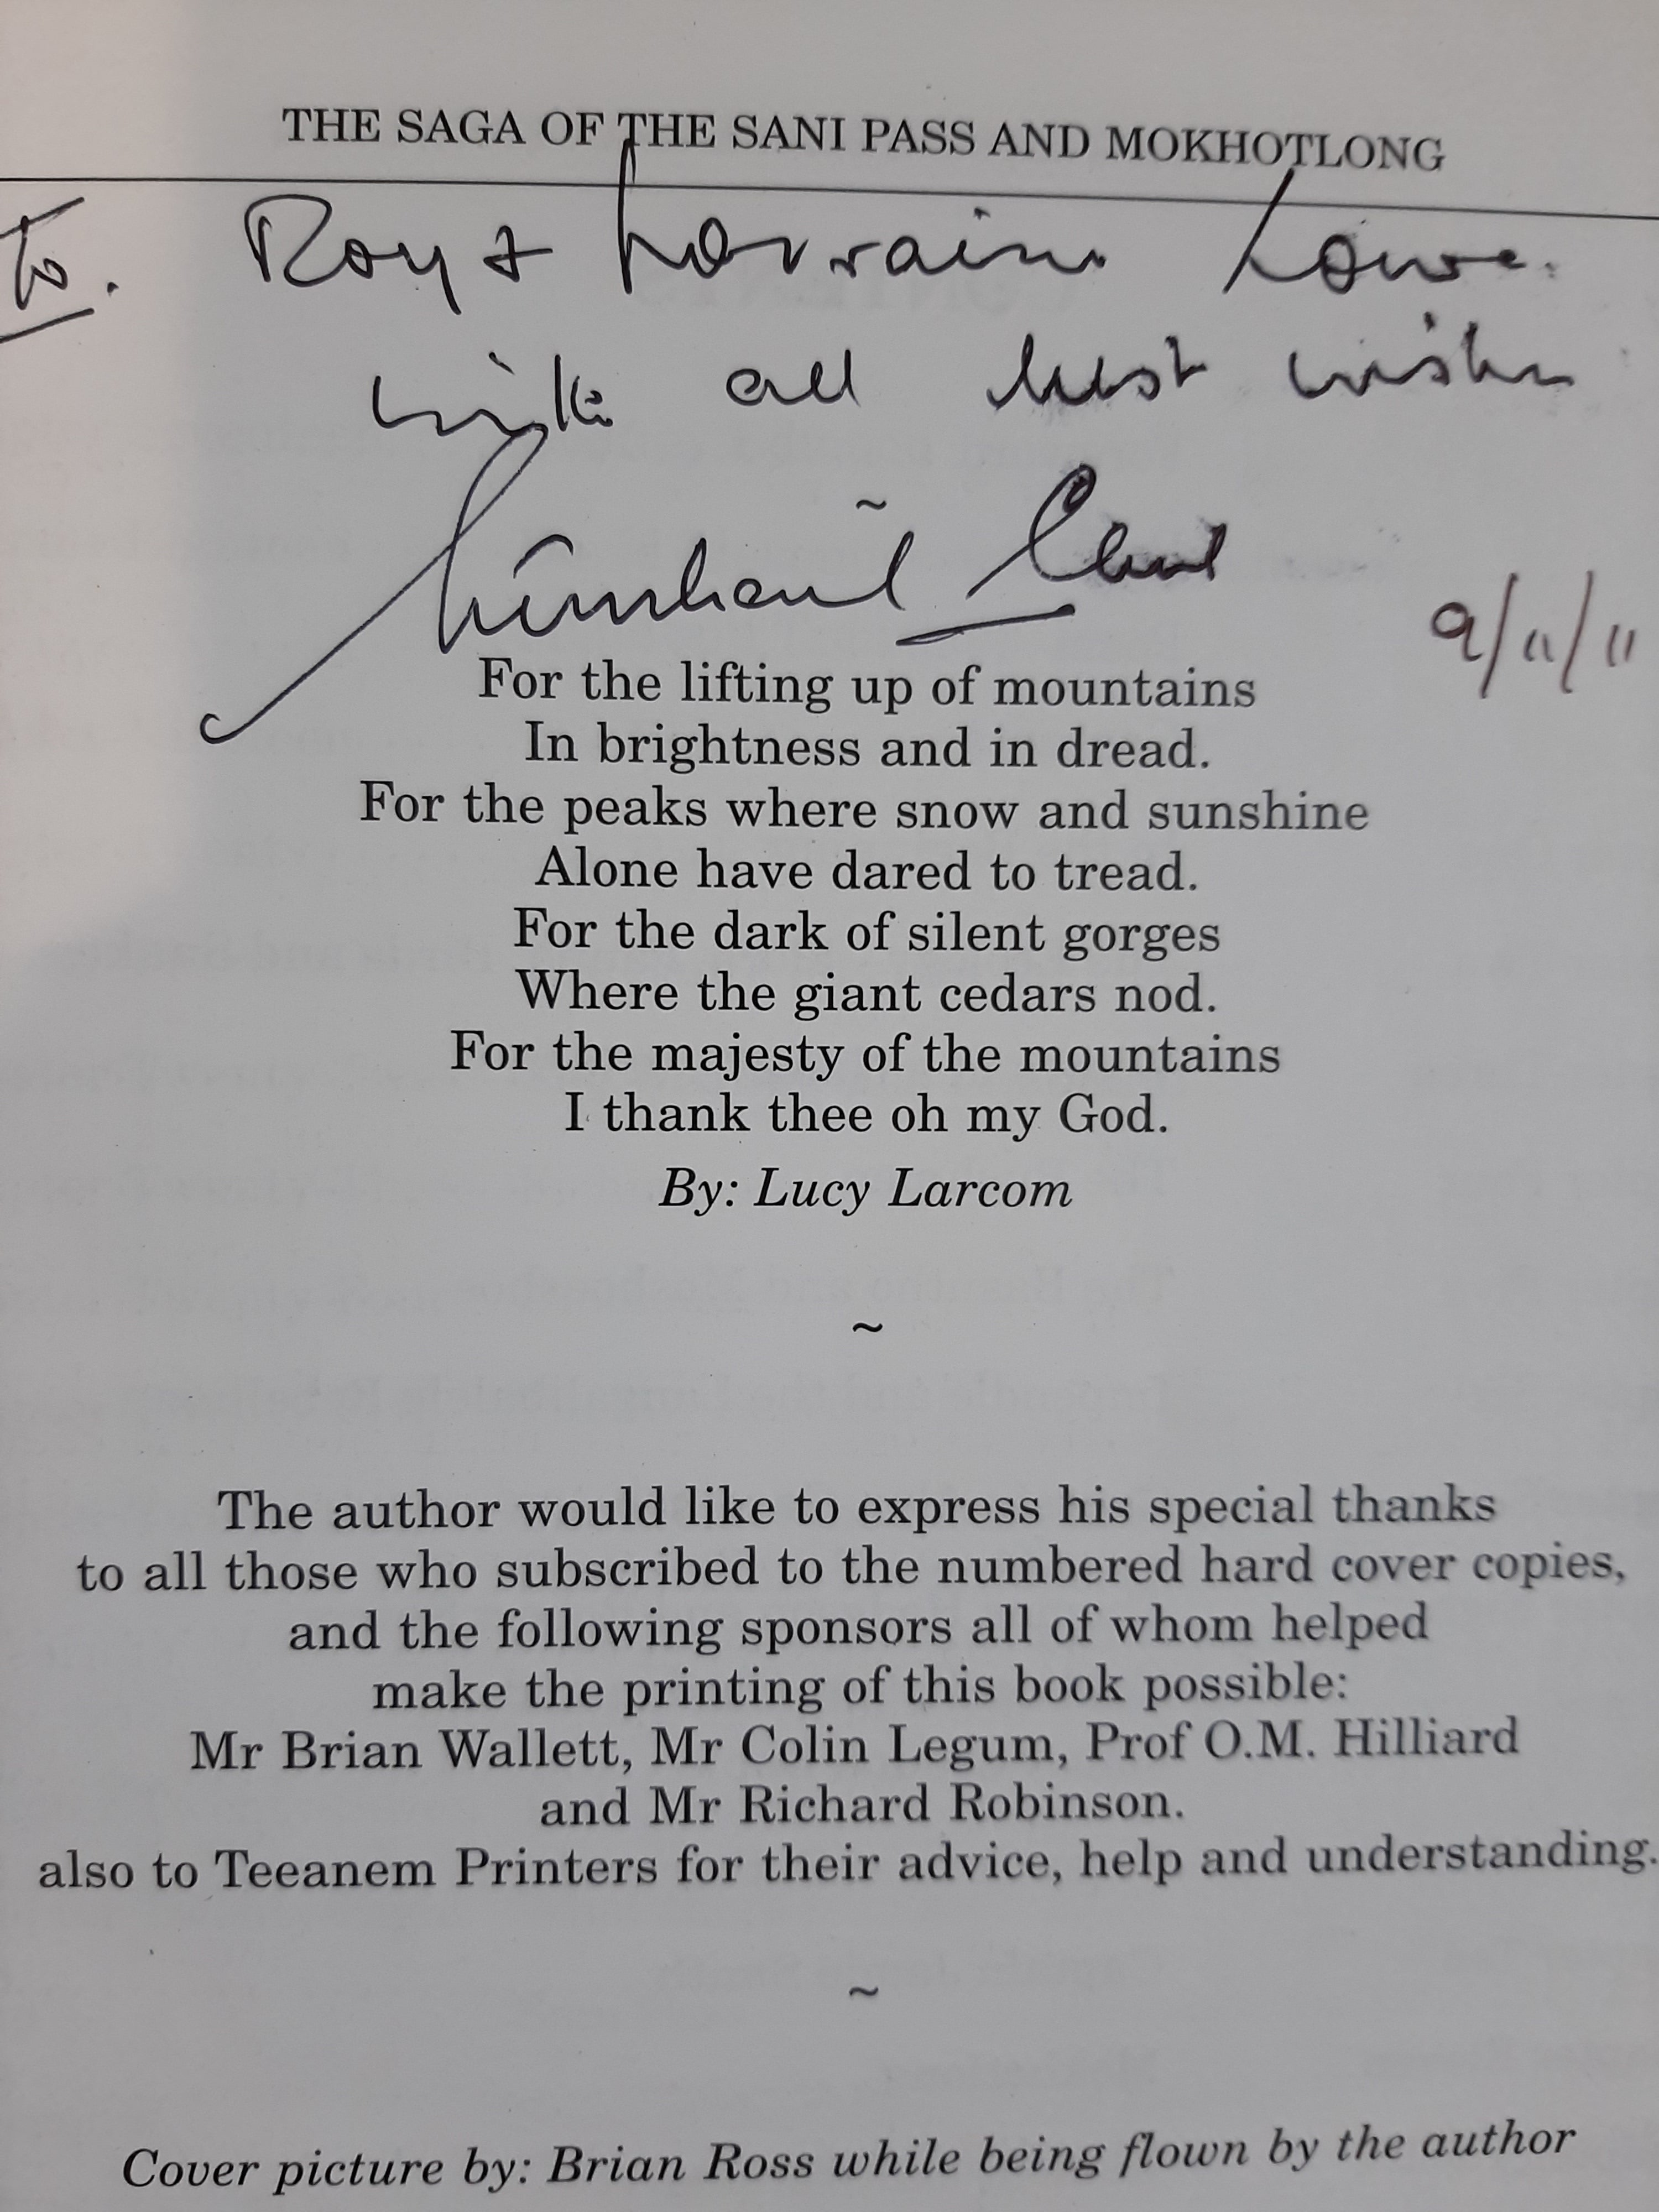 THE SAGA OF THE SANI PASS AND MOKHOTLONG
To. Roy & Lorraine Lowe.
with all best wishes
~
9/11/11
For the lifting up of mountains
In brightness and in dread.
For the peaks where snow and sunshine
Alone have dared to tread.
For the dark of silent gorges
Where the giant cedars nod.
For the majesty of the mountains
I thank thee oh my God.
By: Lucy Larcom
~
The author would like to express his special thanks
to all those who subscribed to the numbered hard cover copies,
and the following sponsors all of whom helped
make the printing of this book possible:
Mr Brian Wallett, Mr Colin Legum, Prof O.M. Hilliard
and Mr Richard Robinson.
also to Teeanem Printers for their advice, help and understanding.
~
Cover picture by: Brian Ross while being flown by the author